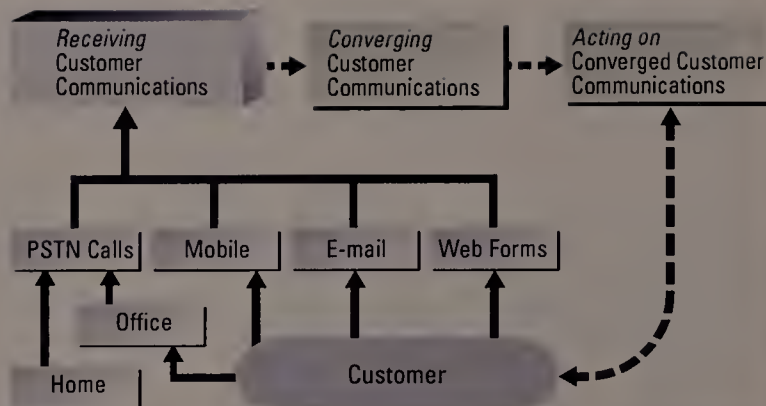 Receiving
Customer
Communications
Converging
Customer
Communications
Acting on
Converged Customer
Communications
PSTN Calls
Mobile
E-mail
Web Forms
Office
Customer
Home